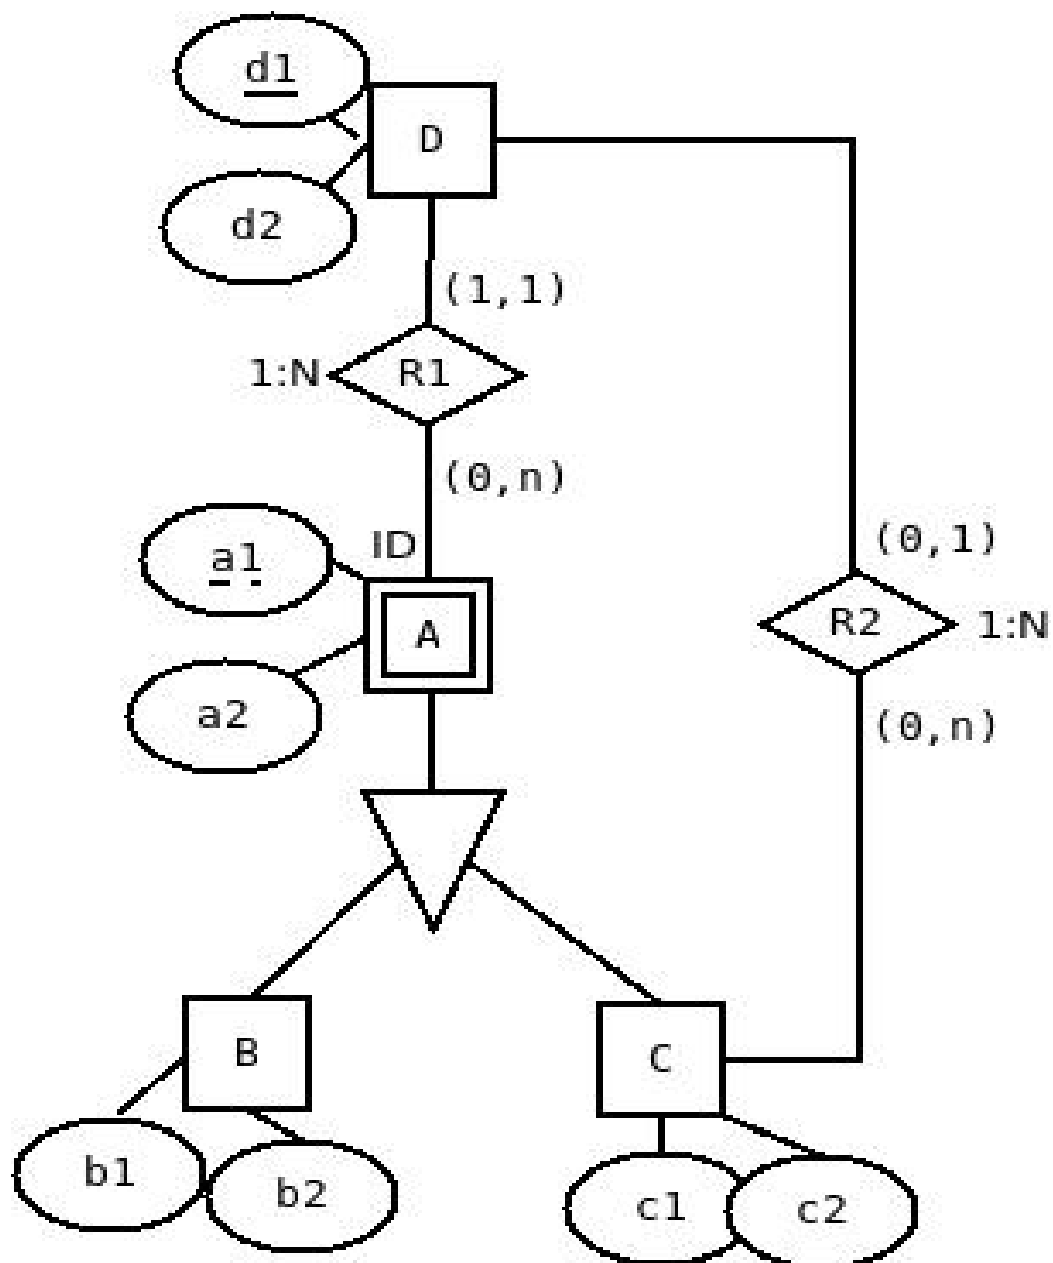 d1
D
d2
(1,1)
1:N
R1
(0,n)
(0,1)
ID
a1
A
R2
1:N
a2
(0,n)
B
C
b1
b2
c1
c2